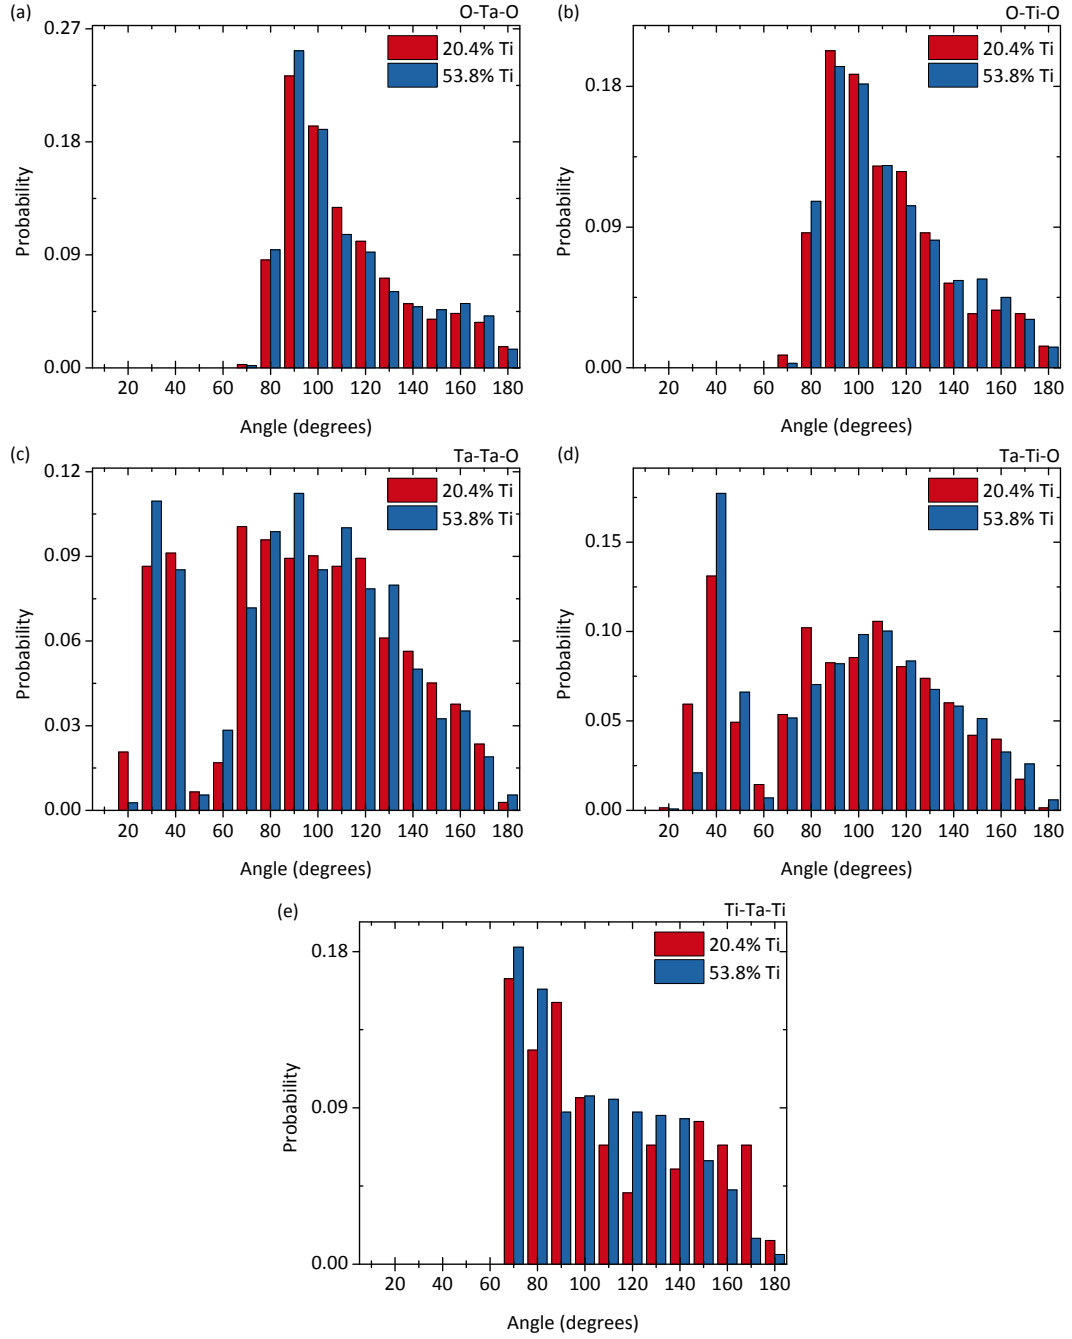 (a)
O-Ta-O
0.27
0.18
0.09
0.00
Probability
20.4% Ti
53.8% Ti
20 40 60 80 100 120 140 160 180
Angle (degrees)
(b)
O-Ti-O
0.18
0.09
0.00
Probability
20.4% Ti
53.8% Ti
20 40 60 80 100 120 140 160 180
Angle (degrees)
(c)
Ta-Ta-O
0.12
0.09
0.06
0.03
0.00
Probability
20.4% Ti
53.8% Ti
20 40 60 80 100 120 140 160 180
Angle (degrees)
(d)
Ta-Ti-O
0.15
0.10
0.05
0.00
Probability
20.4% Ti
53.8% Ti
20 40 60 80 100 120 140 160 180
Angle (degrees)
(e)
Ti-Ta-Ti
0.18
0.09
0.00
Probability
20.4% Ti
53.8% Ti
20 40 60 80 100 120 140 160 180
Angle (degrees)